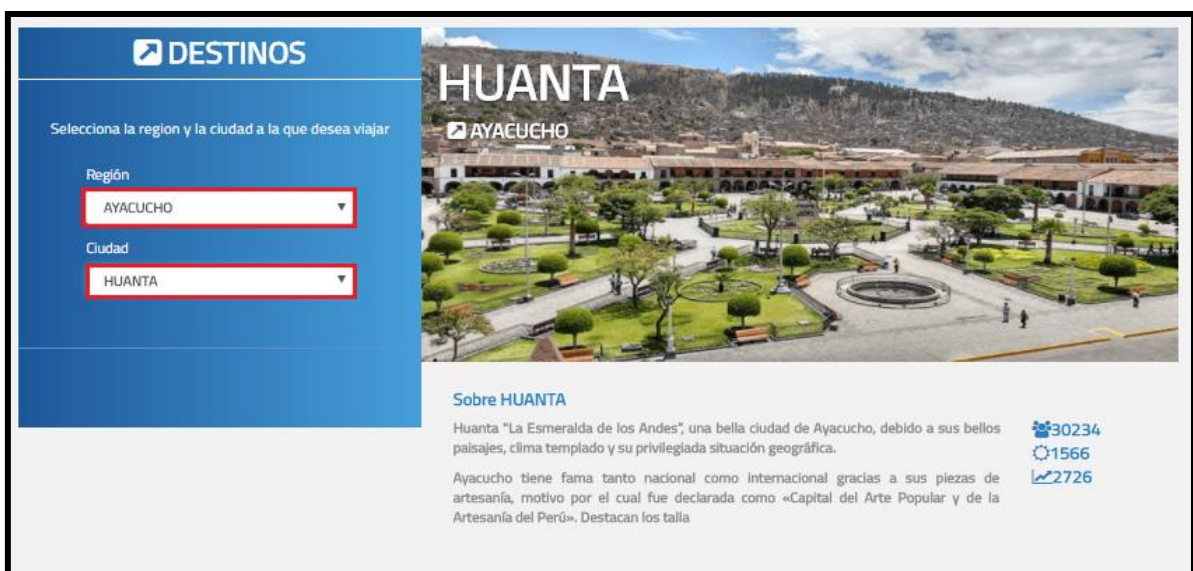 DESTINOS
Selecciona la region y la ciudad a la que desea viajar
Región
AYACUCHO
Ciudad
HUANTA
HUANTA
AYACUCHO
Sobre HUANTA
Huanta "La Esmeralda de los Andes", una bella ciudad de Ayacucho, debido a sus bellos
paisajes, clima templado y su privilegiada situación geográfica.
Ayacucho tiene fama tanto nacional como internacional gracias a sus piezas de
artesanía, motivo por el cual fue declarada como «Capital del Arte Popular y de la
Artesanía del Perú». Destacan los talla
30234
1566
2726